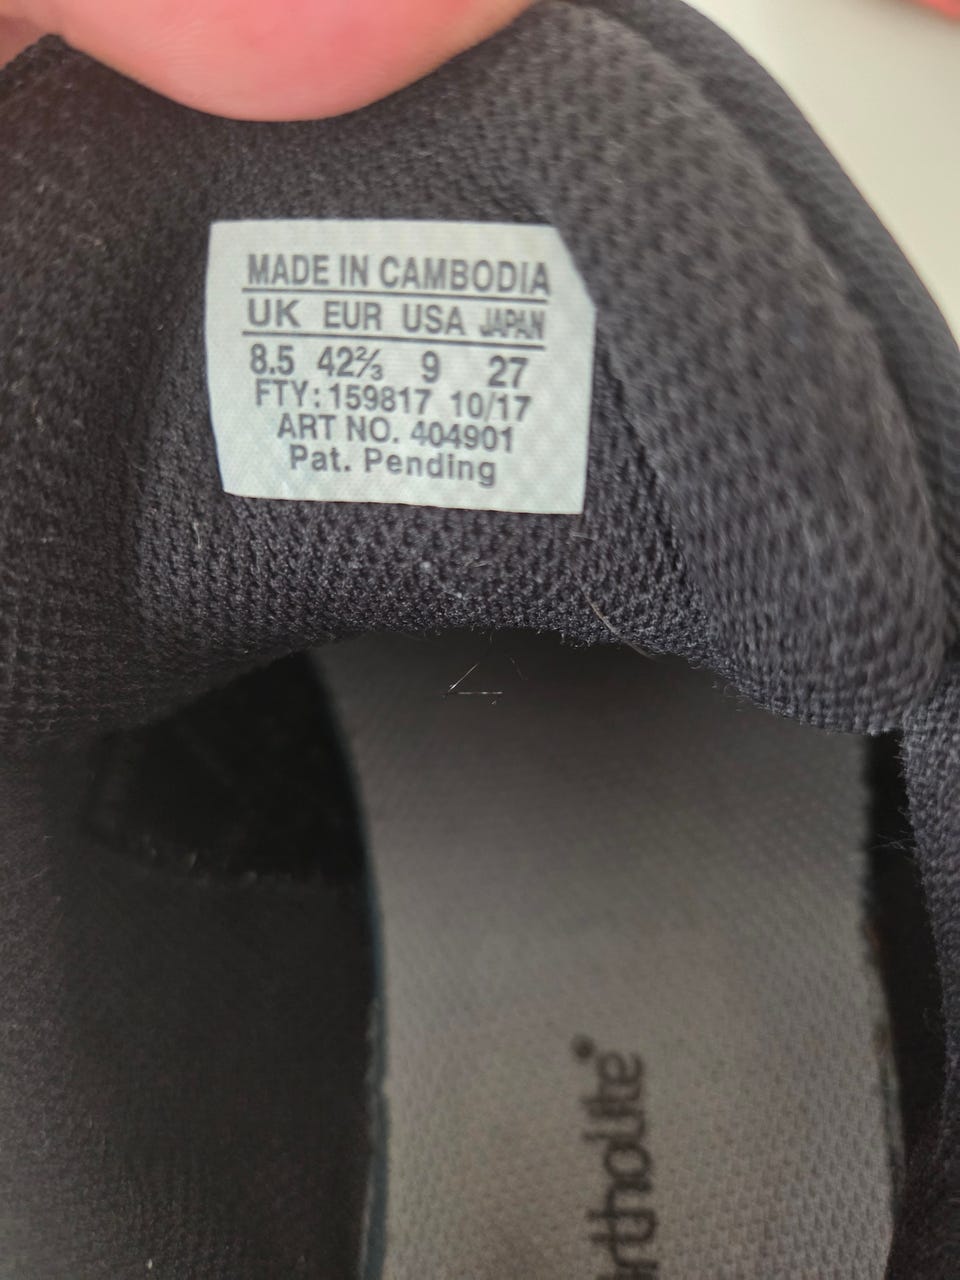 MADE IN CAMBODIA
UK EUR USA JAPAN
8.5 42⅔ 9 27
FTY: 159817 10/17
ART NO. 404901
Pat. Pending
rtholite®